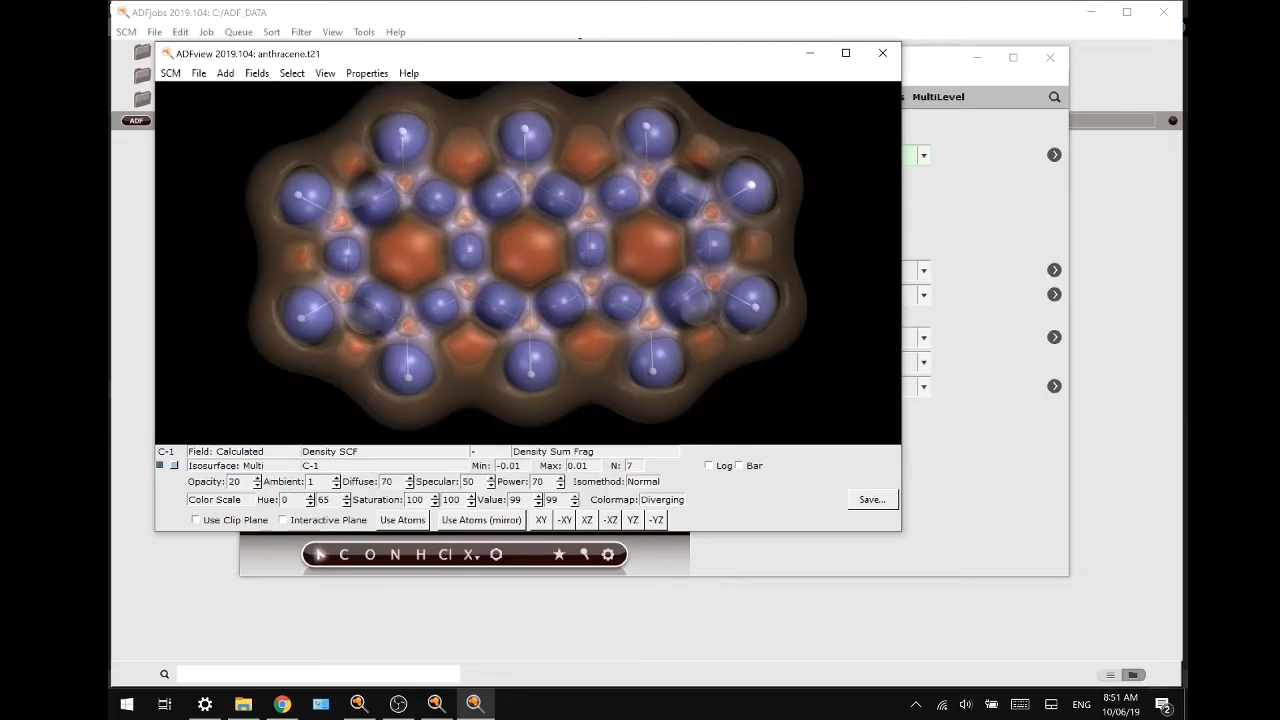 ADFjobs 2019.104: C:/ADF_DATA
SCM File Edit Job Queue Sort Filter View Tools Help
ADFview 2019.104: anthracene.t21
SCM File Add Fields Select View Properties Help
MultiLevel
ADF
C-1 Field: Calculated Density SCF - Density Sum Frag
Isosurface: Multi C-1 Min: -0.01 Max: 0.01 N: 7 Log Bar
Opacity: 20 Ambient: 1 Diffuse: 70 Specular: 50 Power: 70 Isomethod: Normal
Color Scale Hue: 0 65 Saturation: 100 100 Value: 99 99 Colormap: Diverging Save...
Use Clip Plane Interactive Plane Use Atoms Use Atoms (mirror) XY -XY XZ -XZ YZ -YZ
C O N H Cl X
ENG 8:51 AM
10/06/19 2